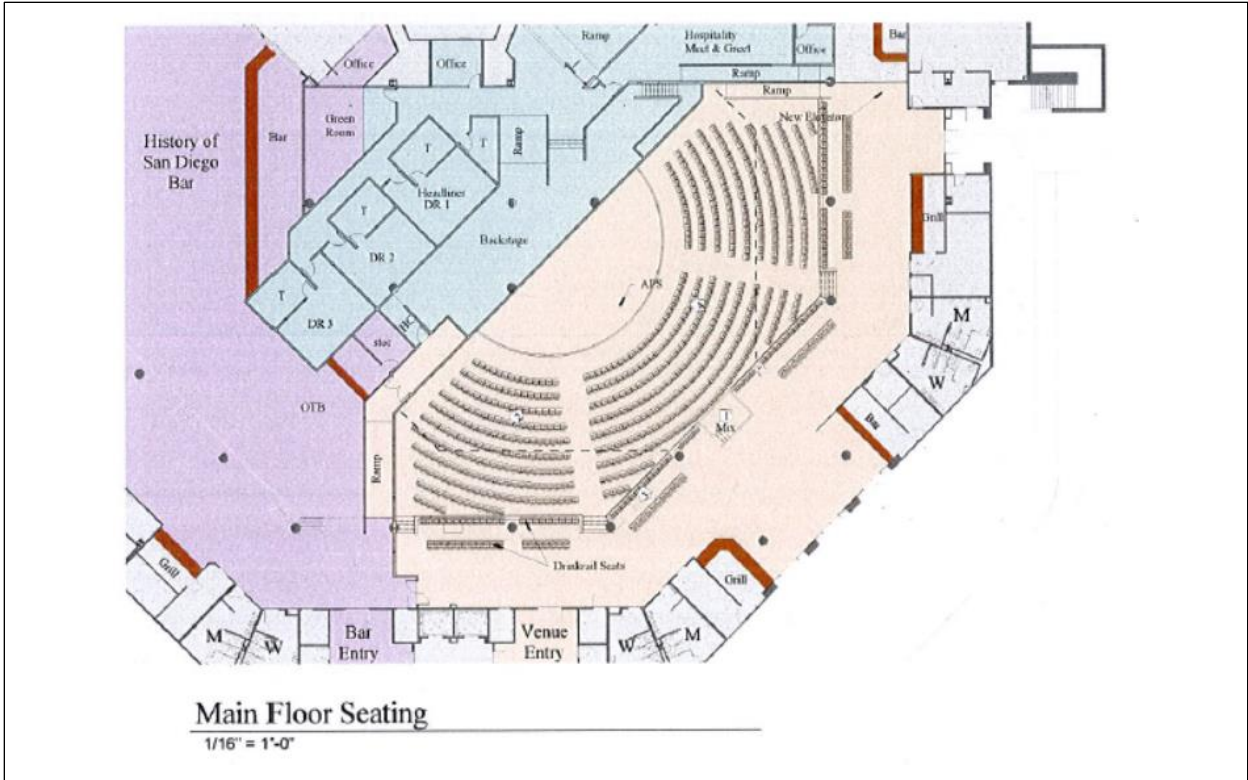 Ramp
Hospitality
Meet & Greet
Office
Bar
Office
Office
Ramp
Ramp
New Elevator
Green
Room
Bar
History of
San Diego
Bar
T
T
Ramp
Headliner
DR 1
T
DR 2
Backstage
Grill
T
DR 3
APS
M
W
OTB
Bar
Mix
Ramp
Drinkrail Seats
Grill
Grill
M
W
Bar
Entry
Venue
Entry
W
M
Main Floor Seating
1/16" = 1'-0"